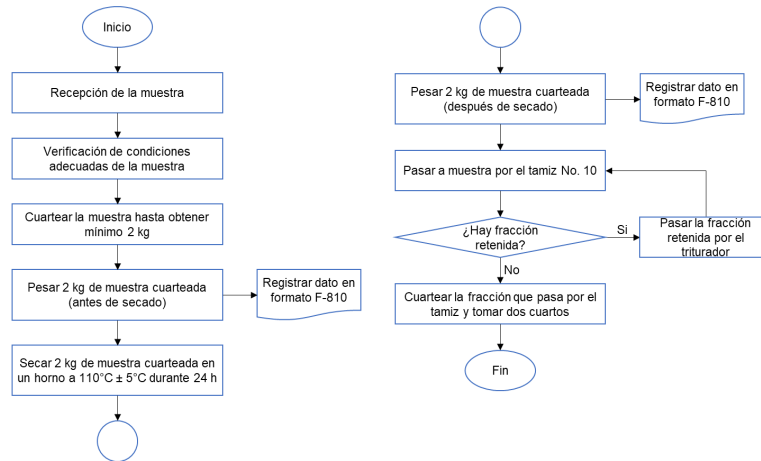 Inicio
Recepción de la muestra
Verificación de condiciones
adecuadas de la muestra
Cuartear la muestra hasta obtener
mínimo 2 kg
Pesar 2 kg de muestra cuarteada
(antes de secado)
Registrar dato en
formato F-810
Secar 2 kg de muestra cuarteada en
un horno a 110°C ± 5°C durante 24 h
Pesar 2 kg de muestra cuarteada
(después de secado)
Registrar dato en
formato F-810
Pasar a muestra por el tamiz No. 10
¿Hay fracción
retenida?
Si
Pasar la fracción
retenida por el
triturador
No
Cuartear la fracción que pasa por el
tamiz y tomar dos cuartos
Fin